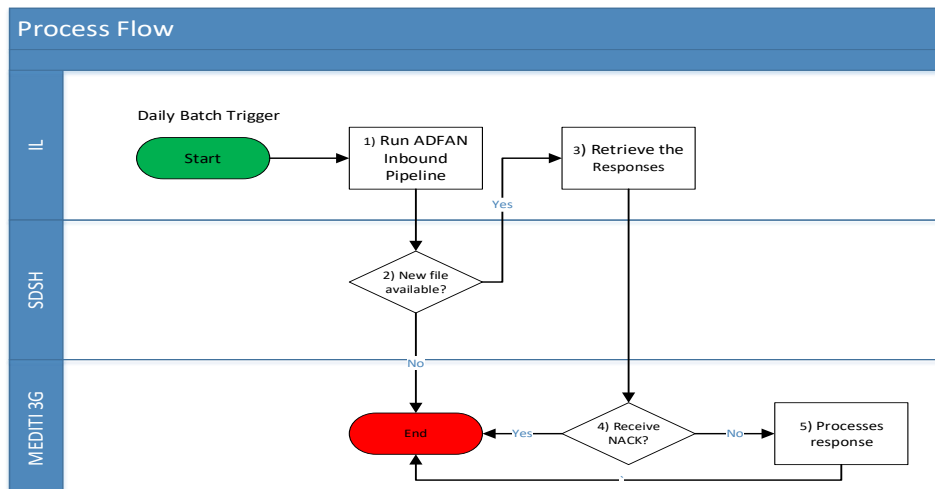 Process Flow
IL
Daily Batch Trigger
Start
1) Run ADFAN
Inbound
Pipeline
3) Retrieve the
Responses
Yes
SDSH
2) New file
available?
No
MEDITI 3G
End
Yes
4) Receive
NACK?
No
5) Processes
response